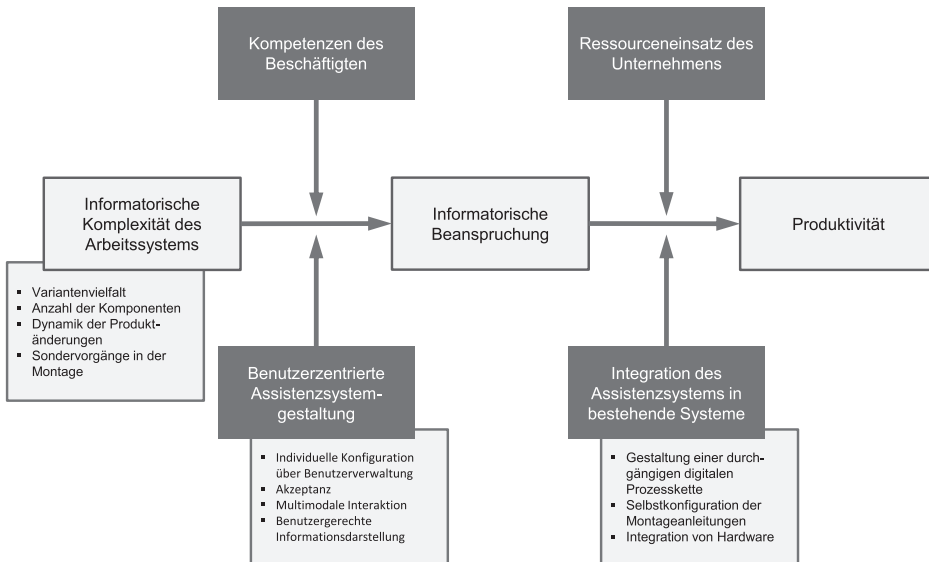 Kompetenzen des
Beschäftigten
Ressourceneinsatz des
Unternehmens
Informatorische
Komplexität des
Arbeitssystems
Informatorische
Beanspruchung
Produktivität
▪ Variantenvielfalt
▪ Anzahl der Komponenten
▪ Dynamik der Produkt-
änderungen
▪ Sondervorgänge in der
Montage
Benutzerzentrierte
Assistenzsystem-
gestaltung
▪ Individuelle Konfiguration
über Benutzerverwaltung
▪ Akzeptanz
▪ Multimodale Interaktion
▪ Benutzergerechte
Informationsdarstellung
Integration des
Assistenzsystems in
bestehende Systeme
▪ Gestaltung einer durch-
gängigen digitalen
Prozesskette
▪ Selbstkonfiguration der
Montageanleitungen
▪ Integration von Hardware